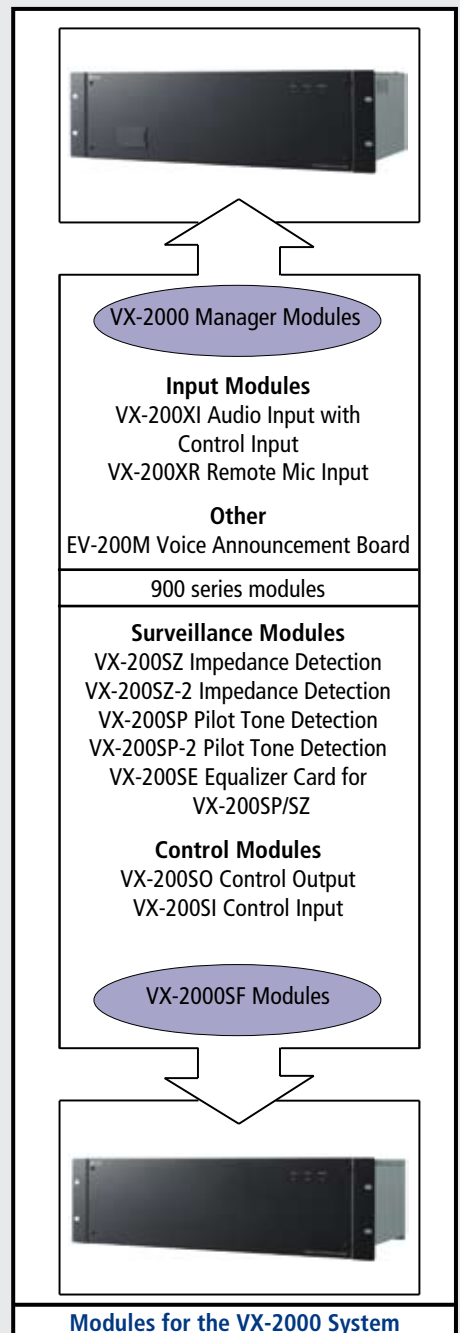 VX-2000 Manager Modules
Input Modules
VX-200XI Audio Input with
Control Input
VX-200XR Remote Mic Input
Other
EV-200M Voice Announcement Board
900 series modules
Surveillance Modules
VX-200SZ Impedance Detection
VX-200SZ-2 Impedance Detection
VX-200SP Pilot Tone Detection
VX-200SP-2 Pilot Tone Detection
VX-200SE Equalizer Card for
VX-200SP/SZ
Control Modules
VX-200SO Control Output
VX-200SI Control Input
VX-2000SF Modules
Modules for the VX-2000 System